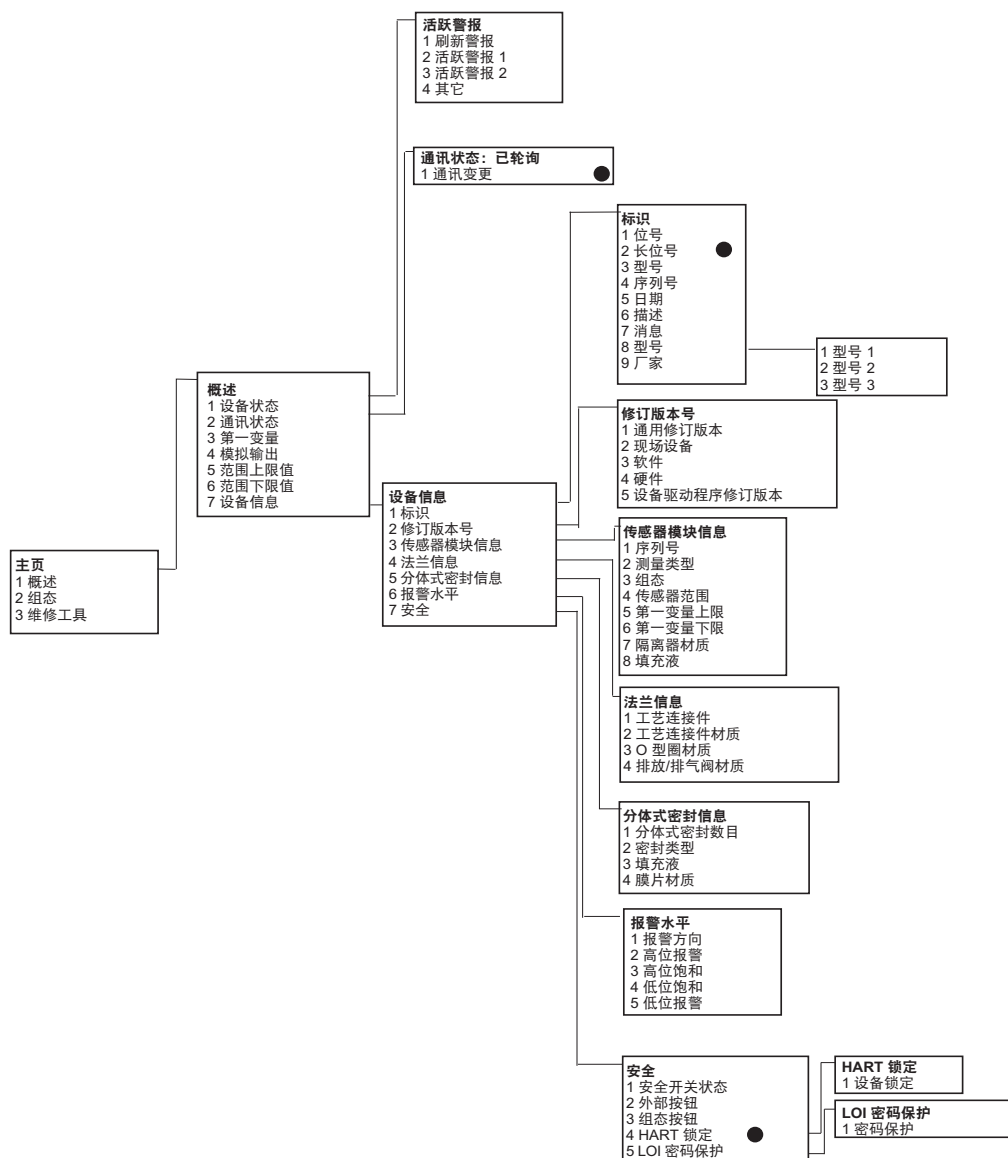 活跃警报
1 刷新警报
2 活跃警报 1
3 活跃警报 2
4 其它
通讯状态：已轮询
1 通讯变更
标识
1 位号
2 长位号
3 型号
4 序列号
5 日期
6 描述
7 消息
8 型号
9 厂家
1 型号 1
2 型号 2
3 型号 3
概述
1 设备状态
2 通讯状态
3 第一变量
4 模拟输出
5 范围上限值
6 范围下限值
7 设备信息
修订版本号
1 通用修订版本
2 现场设备
3 软件
4 硬件
5 设备驱动程序修订版本
设备信息
1 标识
2 修订版本号
3 传感器模块信息
4 法兰信息
5 分体式密封信息
6 报警水平
7 安全
传感器模块信息
1 序列号
2 测量类型
3 组态
4 传感器范围
5 第一变量上限
6 第一变量下限
7 隔离器材质
8 填充液
主页
1 概述
2 组态
3 维修工具
法兰信息
1 工艺连接件
2 工艺连接件材质
3 O 型圈材质
4 排放/排气阀材质
分体式密封信息
1 分体式密封数目
2 密封类型
3 填充液
4 膜片材质
报警水平
1 报警方向
2 高位报警
3 高位饱和
4 低位饱和
5 低位报警
安全
1 安全开关状态
2 外部按钮
3 组态按钮
4 HART 锁定
5 LOI 密码保护
HART 锁定
1 设备锁定
LOI 密码保护
1 密码保护